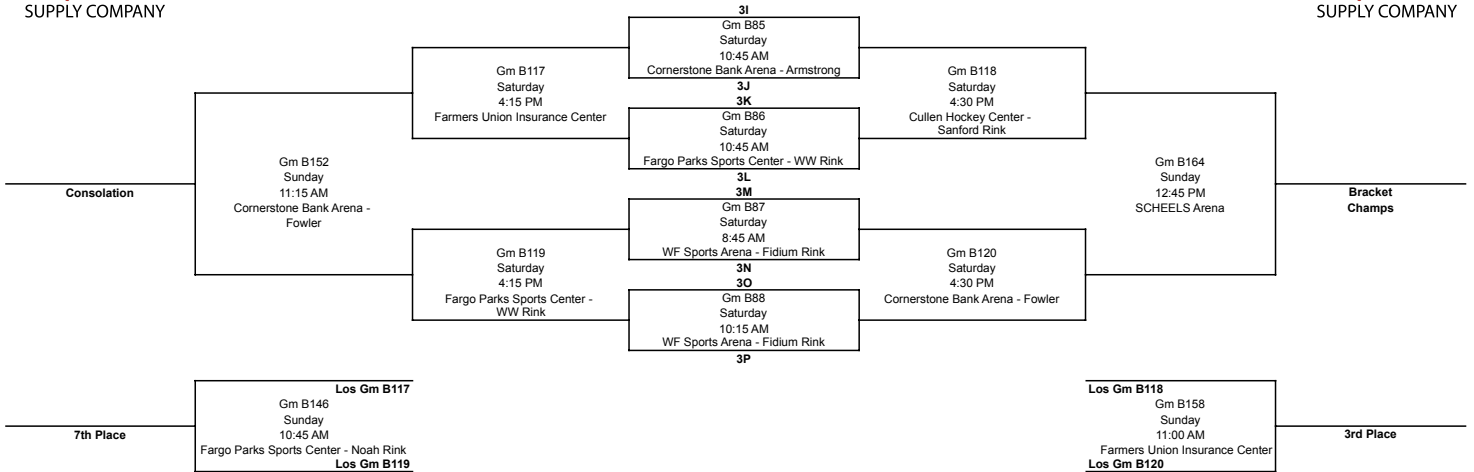 SUPPLY COMPANY
SUPPLY COMPANY
3I
Gm B85
Saturday
10:45 AM
Cornerstone Bank Arena - Armstrong
3J
3K
Gm B86
Saturday
10:45 AM
Fargo Parks Sports Center - WW Rink
3L
3M
Gm B87
Saturday
8:45 AM
WF Sports Arena - Fidium Rink
3N
3O
Gm B88
Saturday
10:15 AM
WF Sports Arena - Fidium Rink
3P
Gm B117
Saturday
4:15 PM
Farmers Union Insurance Center
Gm B118
Saturday
4:30 PM
Cullen Hockey Center -
Sanford Rink
Gm B119
Saturday
4:15 PM
Fargo Parks Sports Center -
WW Rink
Gm B120
Saturday
4:30 PM
Cornerstone Bank Arena - Fowler
Gm B152
Sunday
11:15 AM
Cornerstone Bank Arena -
Fowler
Consolation
Gm B164
Sunday
12:45 PM
SCHEELS Arena
Bracket
Champs
Los Gm B117
Gm B146
Sunday
10:45 AM
Fargo Parks Sports Center - Noah Rink
Los Gm B119
7th Place
Los Gm B118
Gm B158
Sunday
11:00 AM
Farmers Union Insurance Center
Los Gm B120
3rd Place